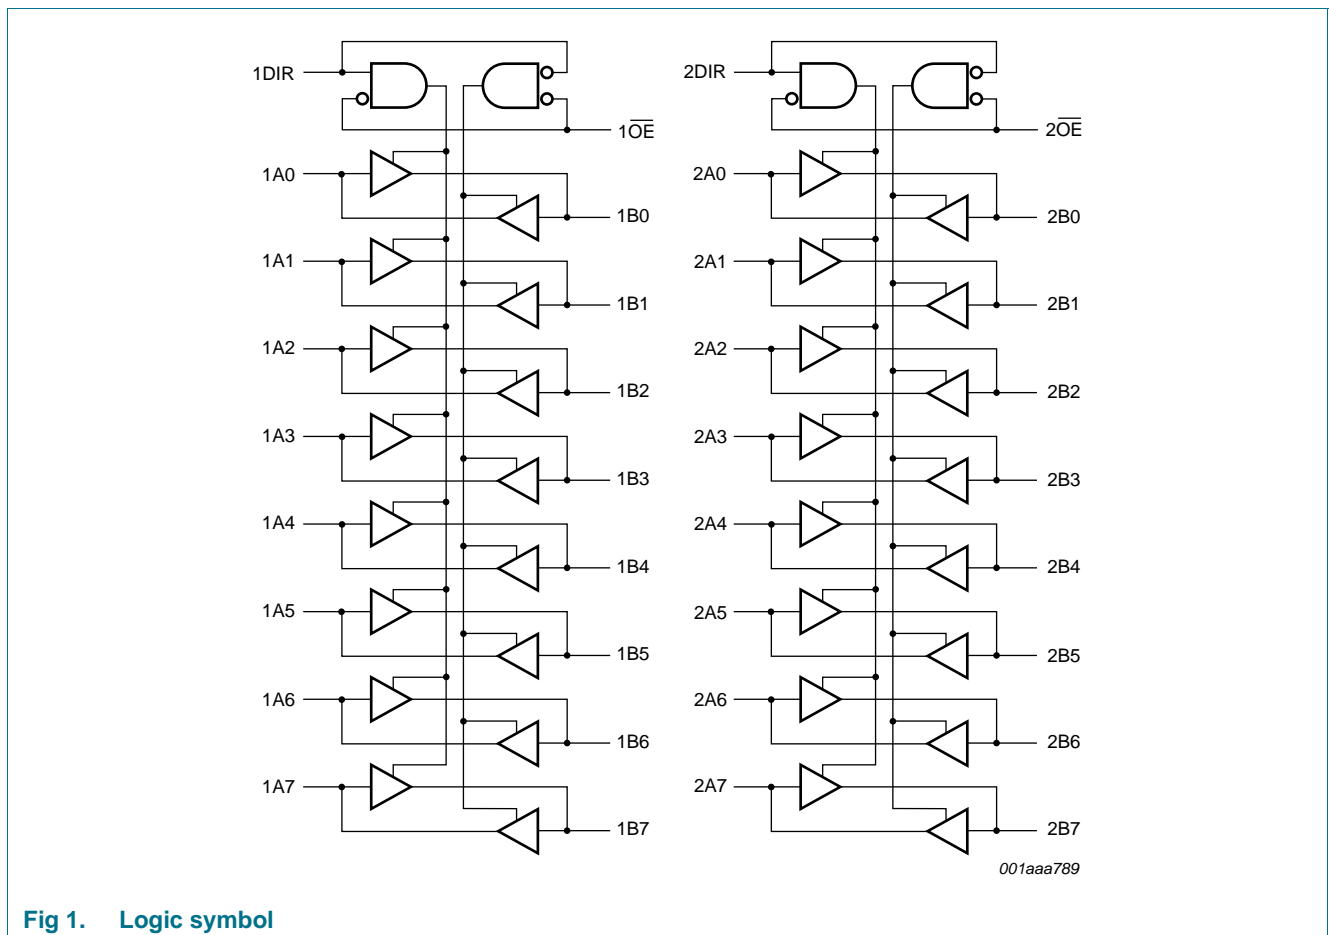 1DIR
2DIR
1O̅E̅
2O̅E̅
1A0
2A0
1B0
2B0
1A1
2A1
1B1
2B1
1A2
2A2
1B2
2B2
1A3
2A3
1B3
2B3
1A4
2A4
1B4
2B4
1A5
2A5
1B5
2B5
1A6
2A6
1B6
2B6
1A7
2A7
1B7
2B7
001aaa789
Fig 1. Logic symbol